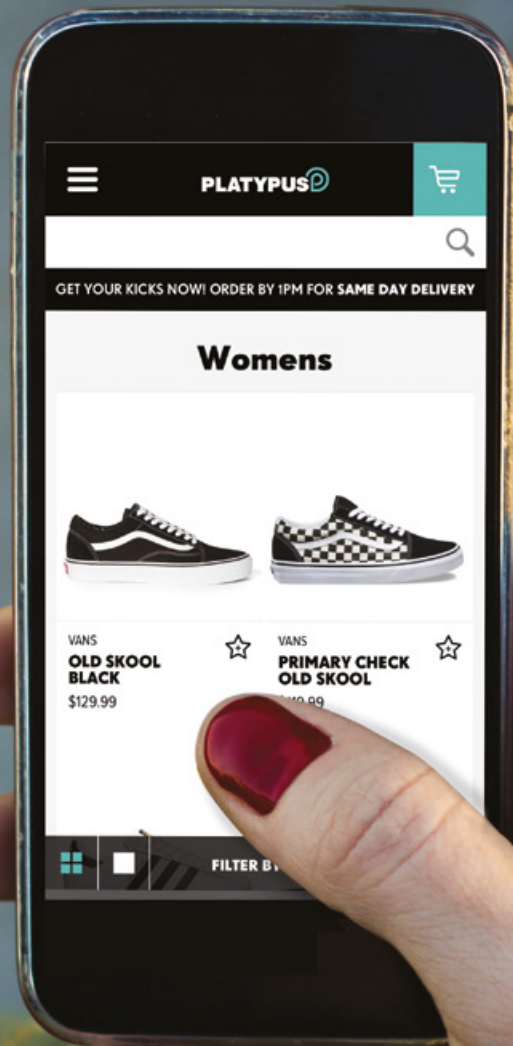 PLATYPUS
GET YOUR KICKS NOW! ORDER BY 1PM FOR SAME DAY DELIVERY
Womens
VANS
OLD SKOOL
BLACK
$129.99
VANS
PRIMARY CHECK
OLD SKOOL
FILTER